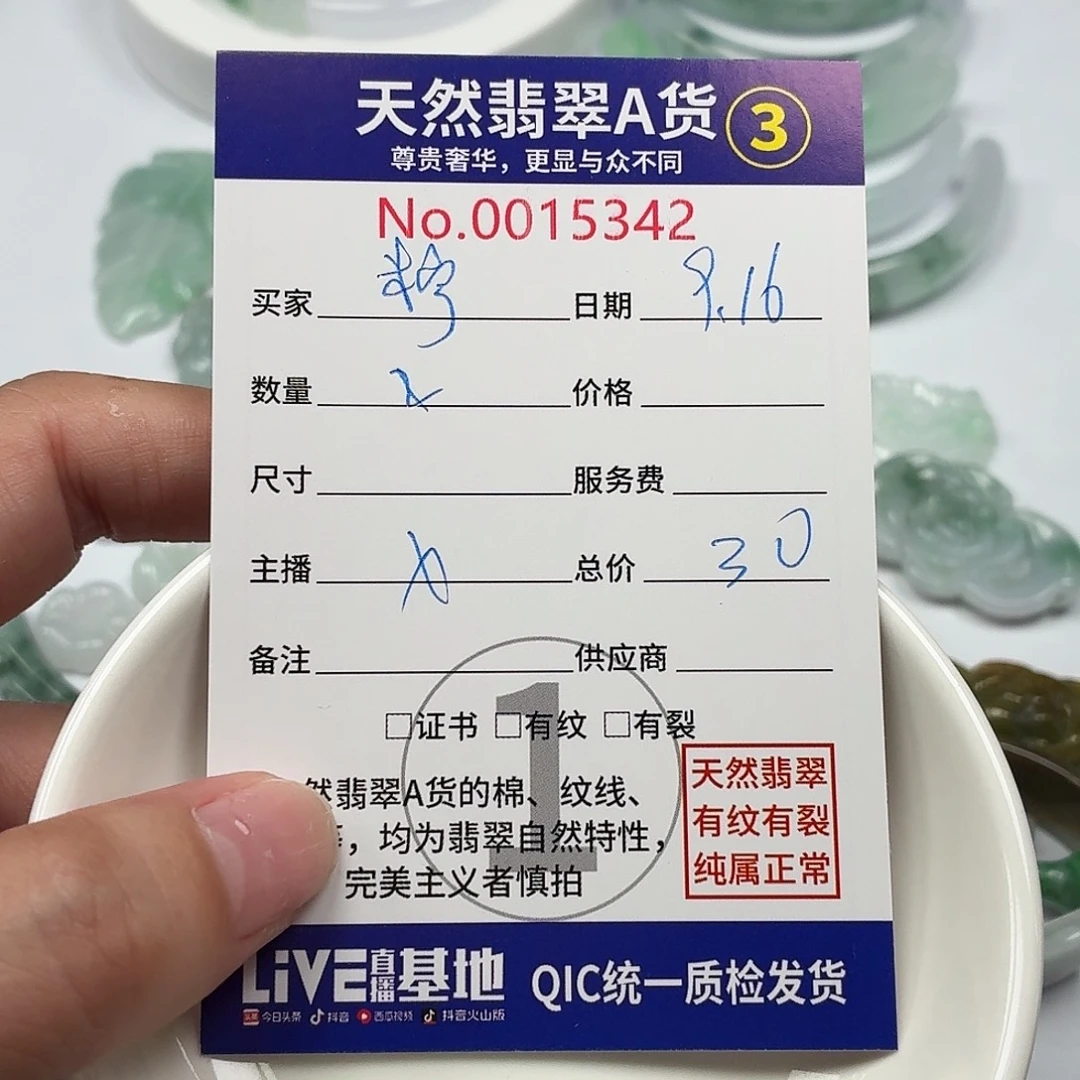 天然翡翠A货 3
尊贵奢华，更显与众不同
No.0015342
买家 日期 9.16
数量 2 价格
尺寸 服务费
主播 总价 30
备注 供应商
□证书 □有纹 □有裂
1
然翡翠A货的棉、纹线、
，均为翡翠自然特性，
完美主义者慎拍
天然翡翠
有纹有裂
纯属正常
LiVE直播基地 QIC统一质检发货
头条 今日头条 抖音 西瓜视频 抖音火山版